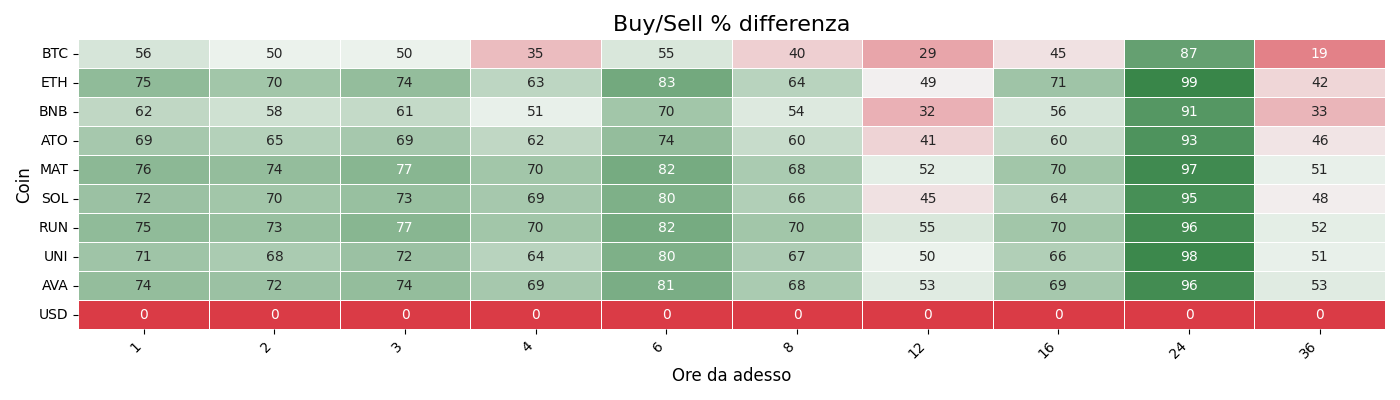 Buy/Sell % differenza
Coin
BTC 56 50 50 35 55 40 29 45 87 19
ETH 75 70 74 63 83 64 49 71 99 42
BNB 62 58 61 51 70 54 32 56 91 33
ATO 69 65 69 62 74 60 41 60 93 46
MAT 76 74 77 70 82 68 52 70 97 51
SOL 72 70 73 69 80 66 45 64 95 48
RUN 75 73 77 70 82 70 55 70 96 52
UNI 71 68 72 64 80 67 50 66 98 51
AVA 74 72 74 69 81 68 53 69 96 53
USD 0 0 0 0 0 0 0 0 0 0
1 2 3 4 6 8 12 16 24 36
Ore da adesso